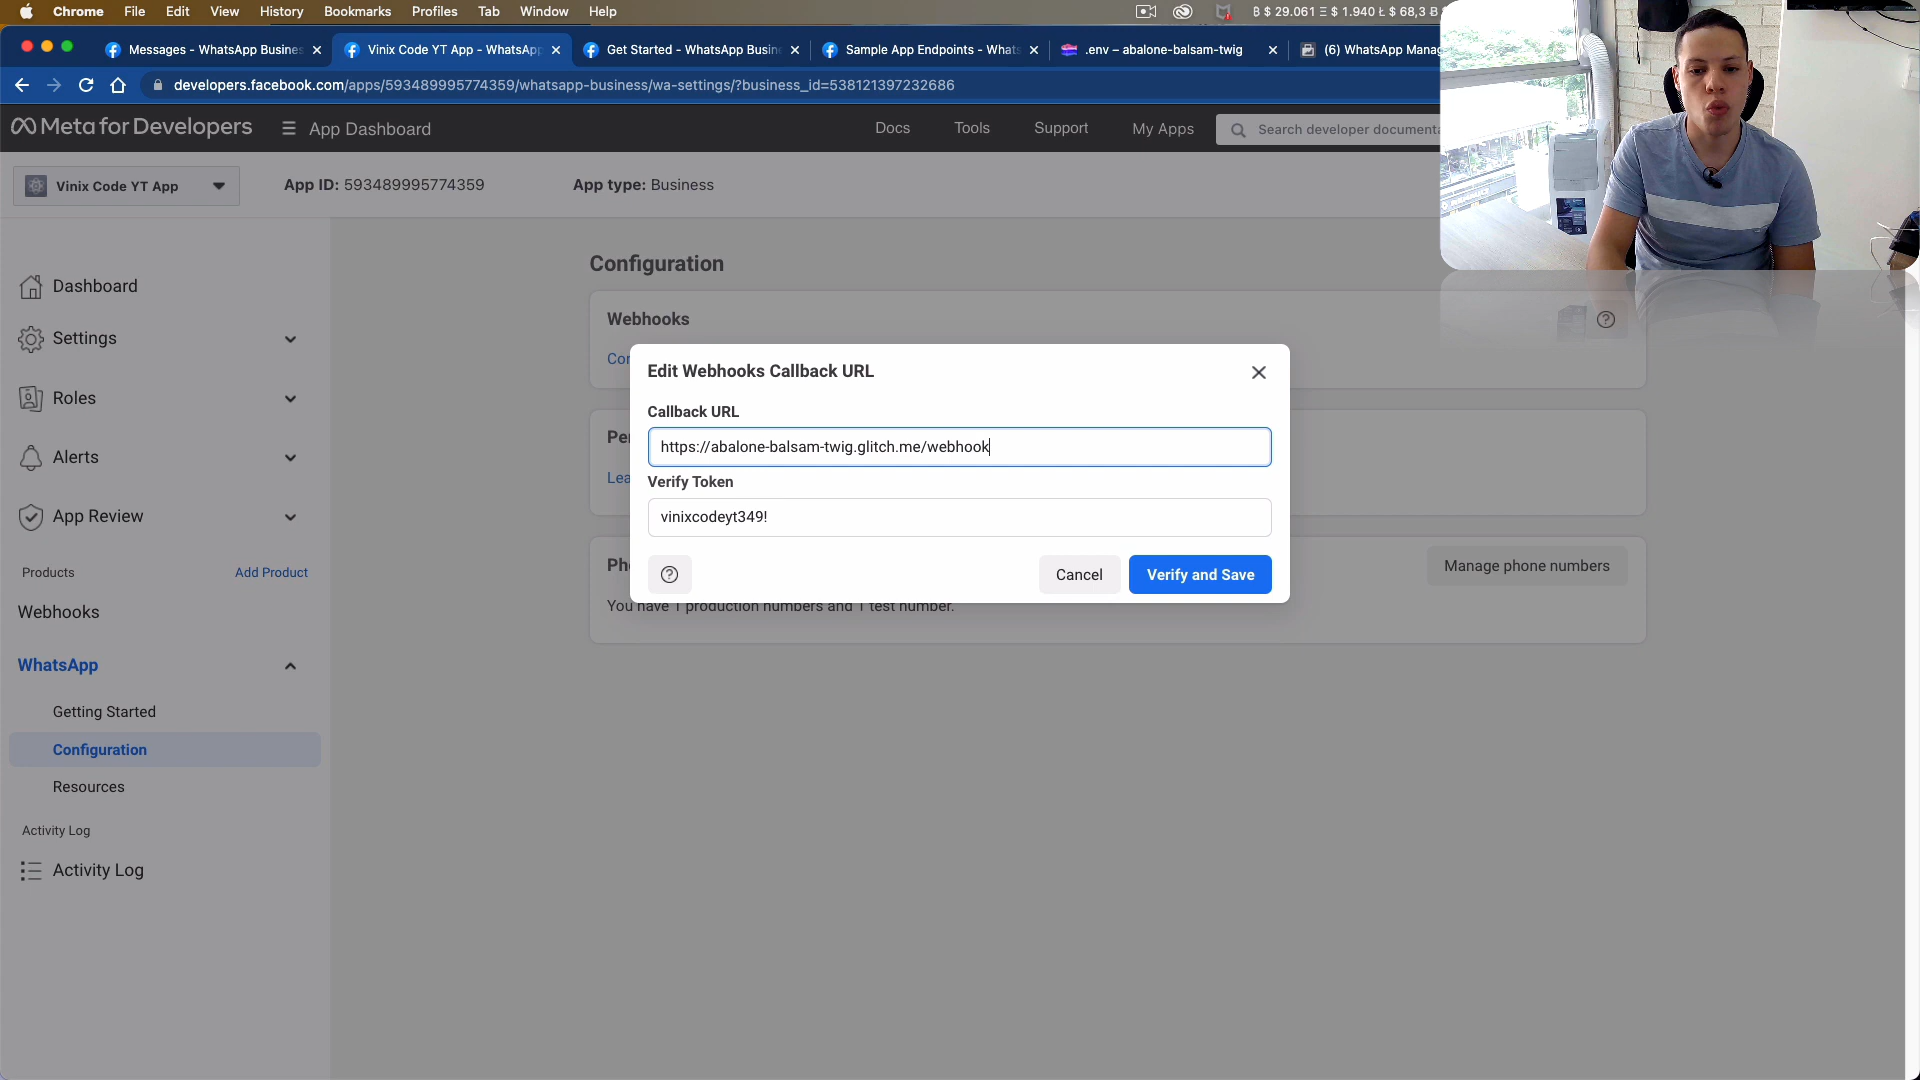 Chrome File Edit View History Bookmarks Profiles Tab Window Help
$ 29.061 Ξ $ 1.940 Ł $ 68,3
Messages - WhatsApp Busines
Vinix Code YT App - WhatsApp
Get Started - WhatsApp Busin
Sample App Endpoints - Whats
.env – abalone-balsam-twig
(6) WhatsApp Manag
developers.facebook.com/apps/593489995774359/whatsapp-business/wa-settings/?business_id=538121397232686
Meta for Developers
App Dashboard
Docs
Tools
Support
My Apps
Search developer documenta
Vinix Code YT App
App ID: 593489995774359
App type: Business
Dashboard
Settings
Roles
Alerts
App Review
Products
Add Product
Webhooks
WhatsApp
Getting Started
Configuration
Resources
Activity Log
Activity Log
Configuration
Webhooks
Edit Webhooks Callback URL
Callback URL
https://abalone-balsam-twig.glitch.me/webhook
Verify Token
vinixcodeyt349!
Cancel
Verify and Save
Manage phone numbers
You have 1 production numbers and 1 test number.